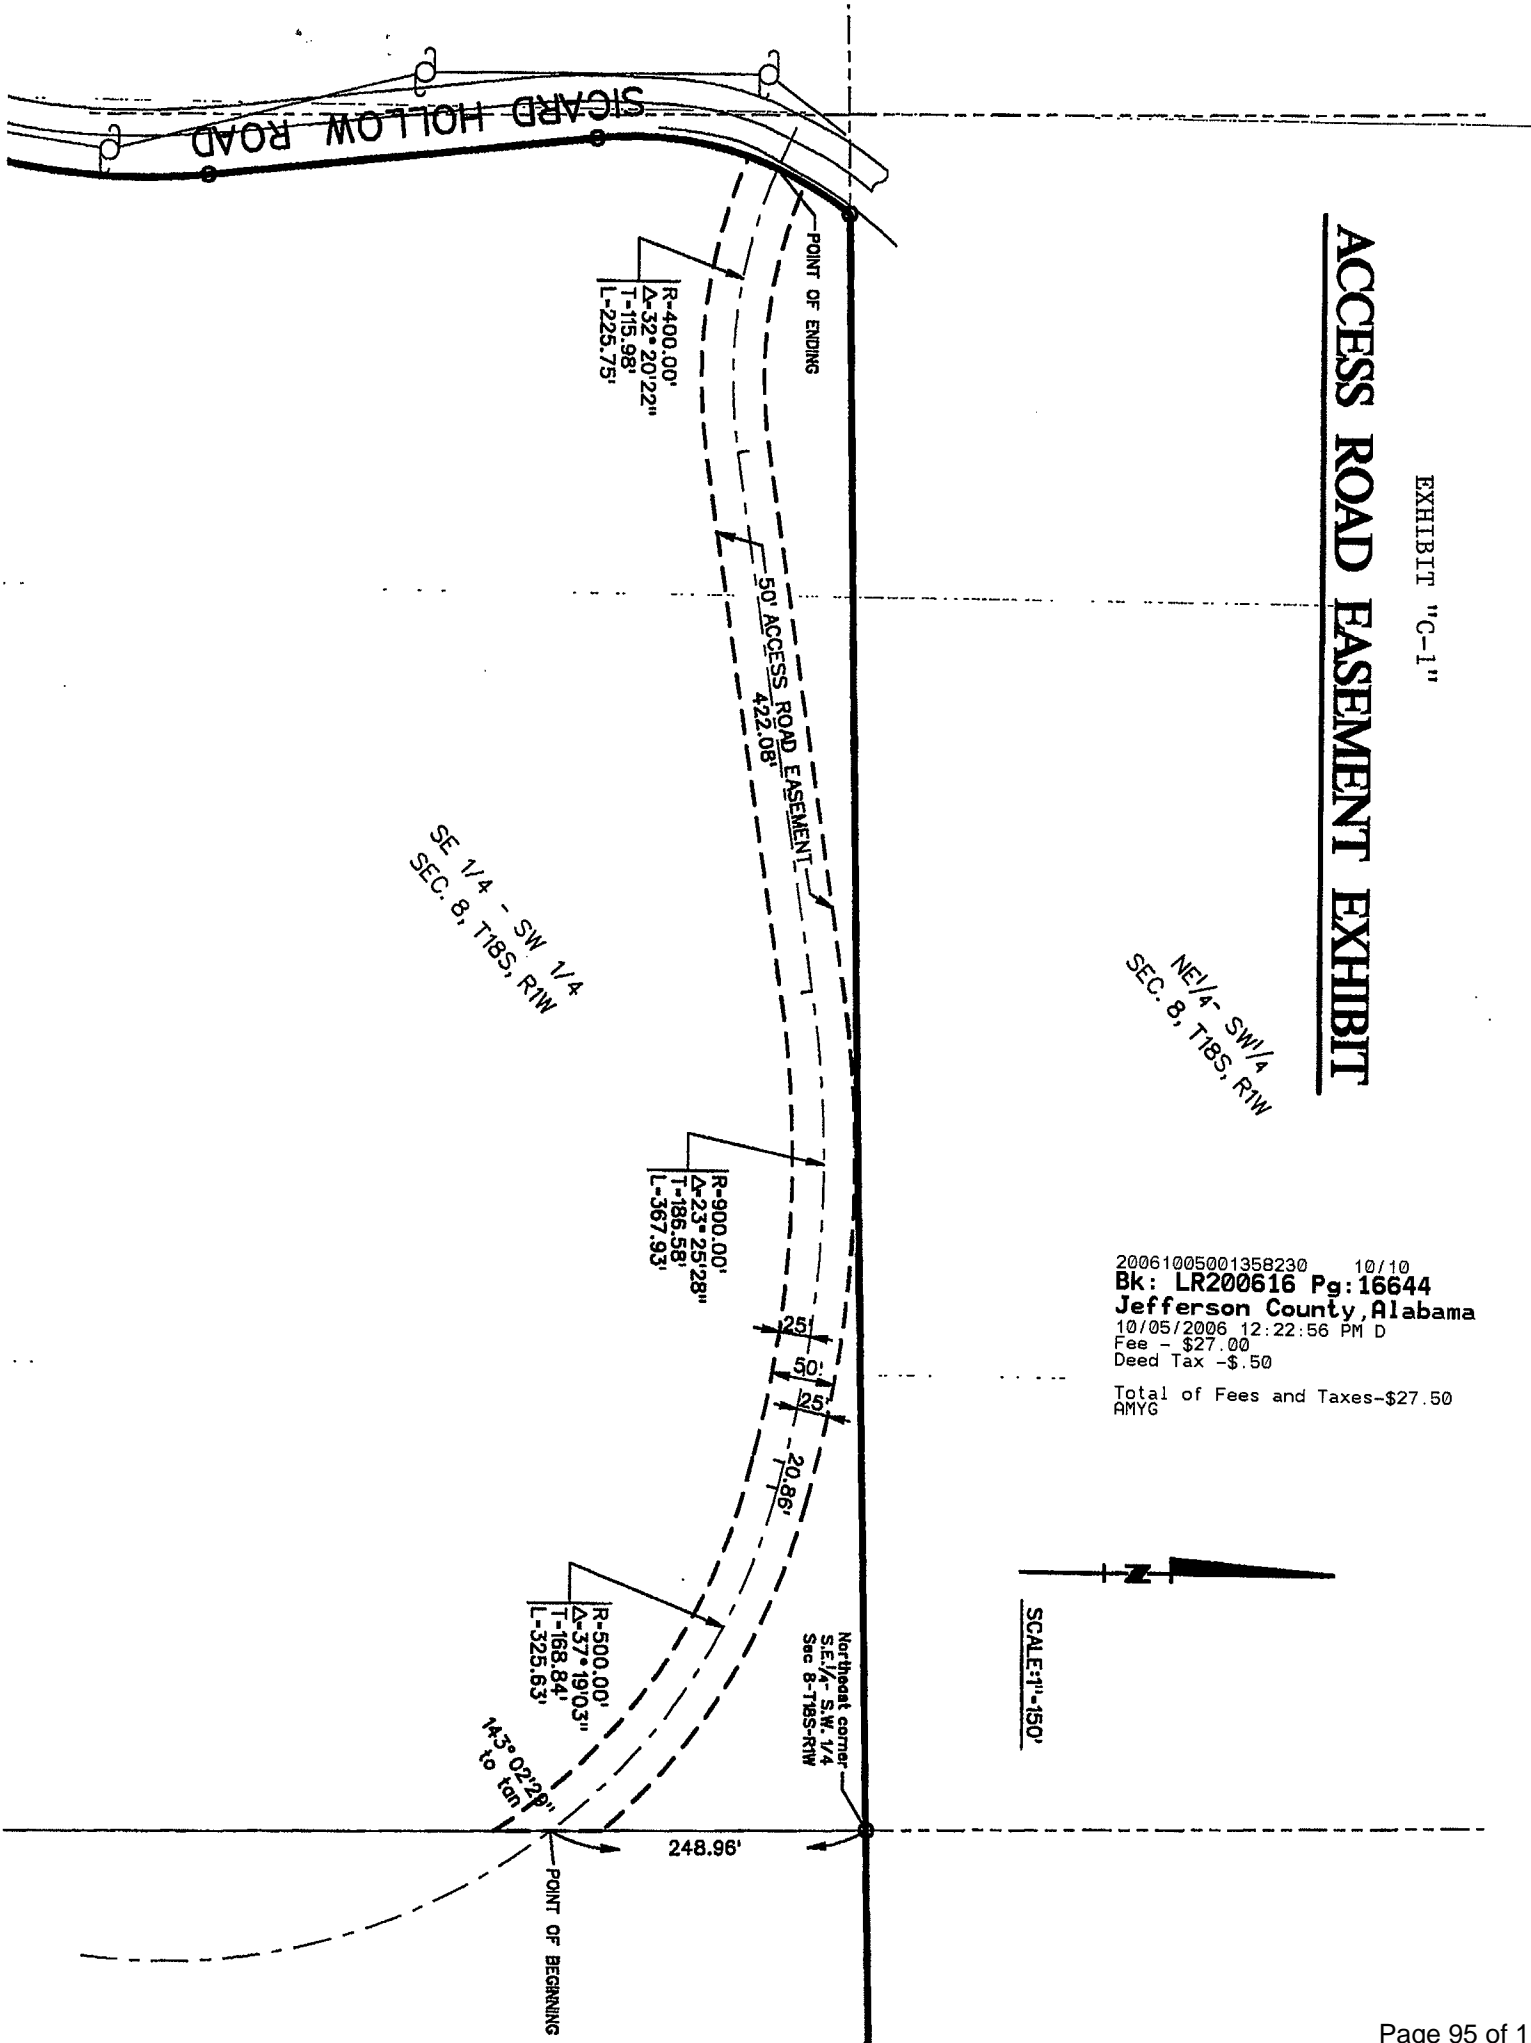 EXHIBIT "C-1"
ACCESS ROAD EASEMENT EXHIBIT
SICARD HOLLOW ROAD
POINT OF ENDING
R=400.00'
Δ=32° 20'22"
T=115.98'
L=225.75'
50' ACCESS ROAD EASEMENT
422.08'
SE 1/4 - SW 1/4
SEC. 8, T18S, R1W
NE1/4- SW1/4
SEC. 8, T18S, R1W
R=900.00'
Δ=23° 25'28"
T=186.58'
L=367.93'
20061005001358230 10/10
Bk: LR200616 Pg:16644
Jefferson County,Alabama
10/05/2006 12:22:56 PM D
Fee - $27.00
Deed Tax -$.50
Total of Fees and Taxes-$27.50
AMYG
25'
50'
25'
20.86'
N
SCALE:1"=150'
R=500.00'
Δ=37° 19'03"
T=168.84'
L=325.63'
Northeast corner
S.E.1/4- S.W. 1/4
Sec 8-T18S-R1W
143° 02'29"
to tan
248.96'
POINT OF BEGINNING
Page 95 of 1